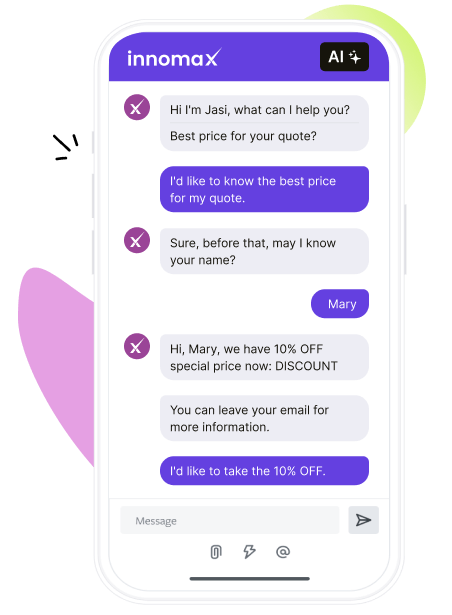 innomax
AI
Hi I'm Jasi, what can I help you?
Best price for your quote?
I'd like to know the best price
for my quote.
Sure, before that, may I know
your name?
Mary
Hi, Mary, we have 10% OFF
special price now: DISCOUNT
You can leave your email for
more information.
I'd like to take the 10% OFF.
Message